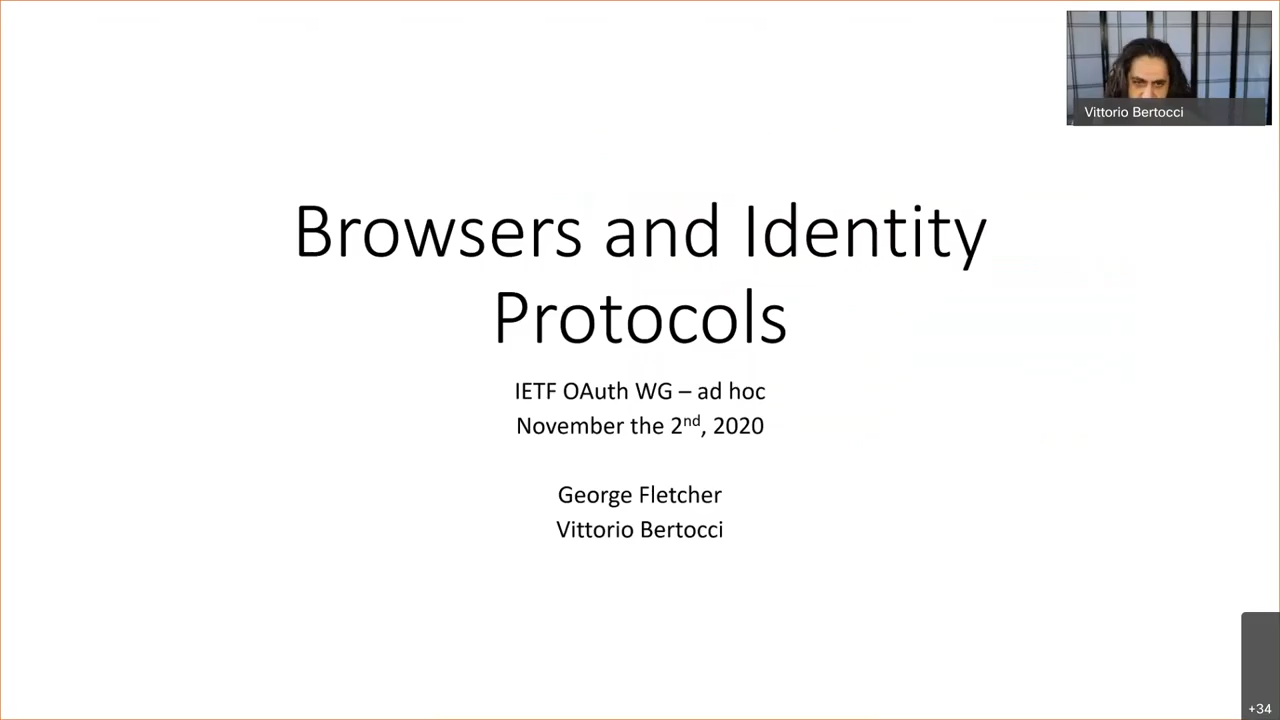 Vittorio Bertocci
Browsers and Identity
Protocols
IETF OAuth WG – ad hoc
November the 2nd, 2020
George Fletcher
Vittorio Bertocci
+34